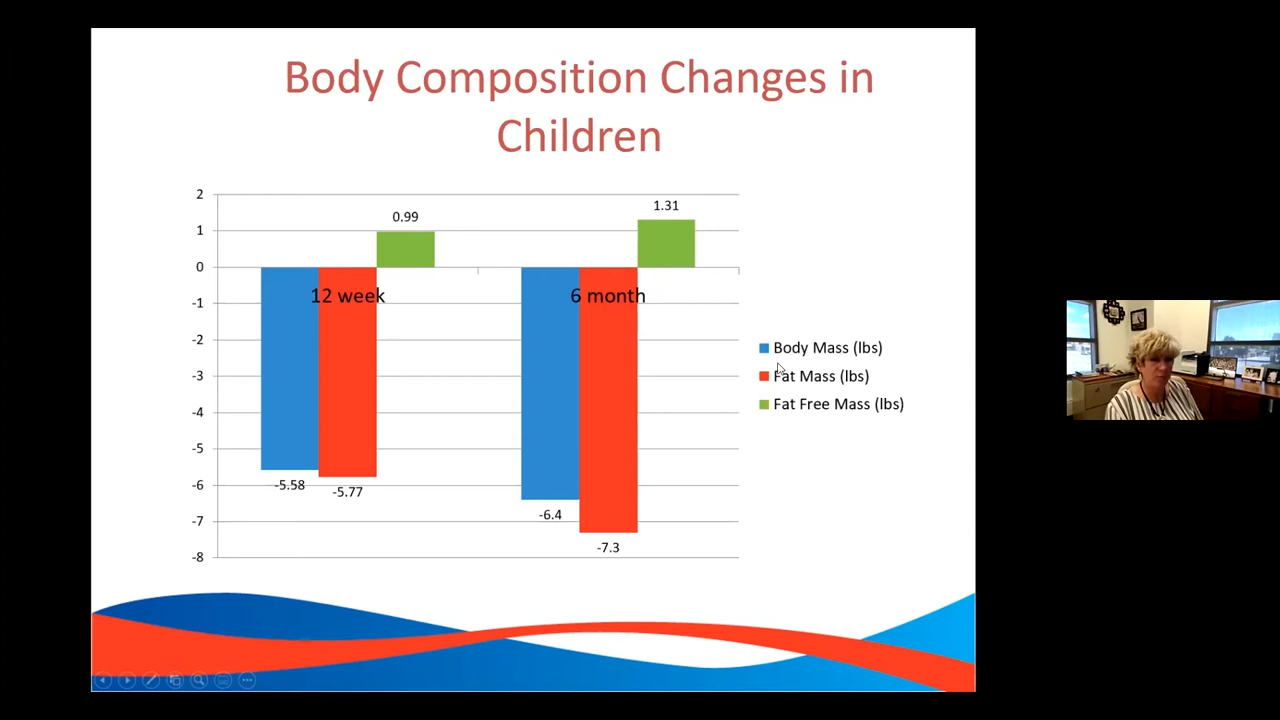 Body Composition Changes in
Children
2
1
0
-1
-2
-3
-4
-5
-6
-7
-8
0.99
1.31
12 week
6 month
-5.58
-5.77
-6.4
-7.3
Body Mass (lbs)
Fat Mass (lbs)
Fat Free Mass (lbs)